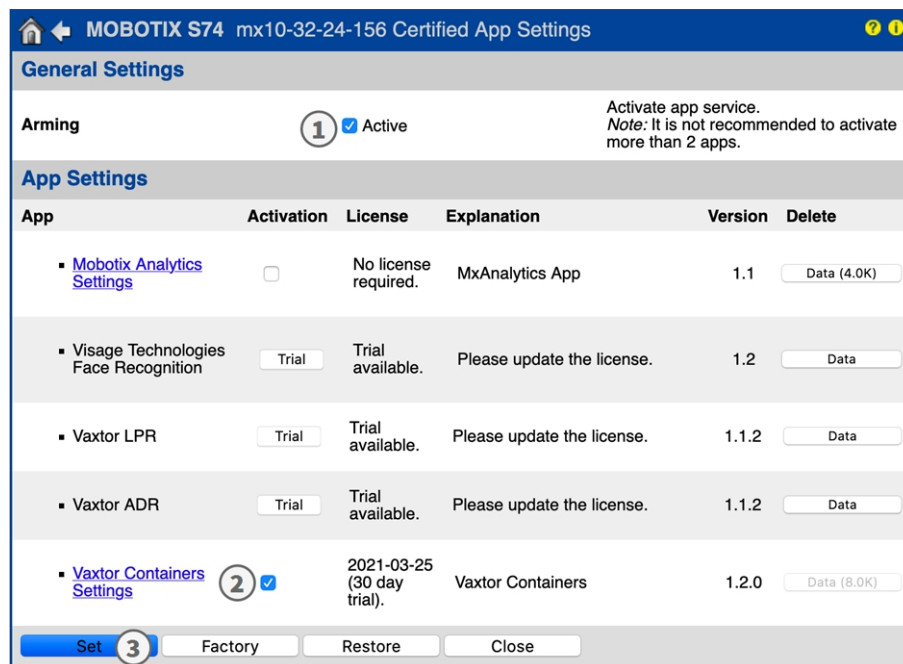 MOBOTIX S74 mx10-32-24-156 Certified App Settings ? i
General Settings
Arming 1 Active Activate app service.
Note: It is not recommended to activate
more than 2 apps.
App Settings
App Activation License Explanation Version Delete
Mobotix Analytics
Settings
No license
required.
MxAnalytics App 1.1 Data (4.0K)
Visage Technologies
Face Recognition
Trial
Trial
available.
Please update the license. 1.2 Data
Vaxtor LPR Trial
Trial
available.
Please update the license. 1.1.2 Data
Vaxtor ADR Trial
Trial
available.
Please update the license. 1.1.2 Data
Vaxtor Containers
Settings
2
2021-03-25
(30 day
trial).
Vaxtor Containers 1.2.0 Data (8.0K)
Set 3 Factory Restore Close